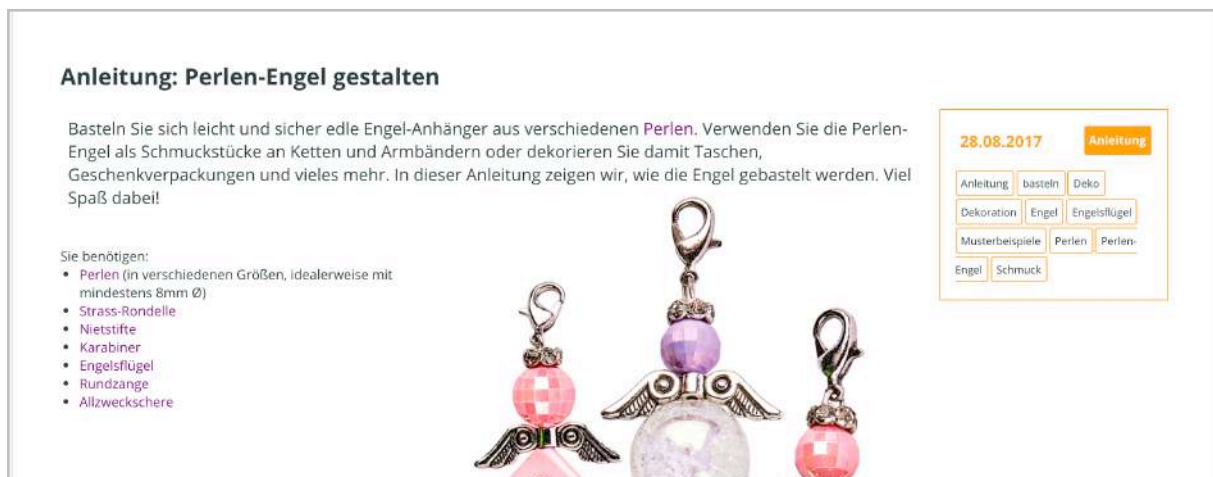 Anleitung: Perlen-Engel gestalten
Basteln Sie sich leicht und sicher edle Engel-Anhänger aus verschiedenen Perlen. Verwenden Sie die Perlen-
Engel als Schmuckstücke an Ketten und Armbändern oder dekorieren Sie damit Taschen,
Geschenkverpackungen und vieles mehr. In dieser Anleitung zeigen wir, wie die Engel gebastelt werden. Viel
Spaß dabei!
Sie benötigen:
• Perlen (in verschiedenen Größen, idealerweise mit
mindestens 8mm Ø)
• Strass-Rondelle
• Nietstifte
• Karabiner
• Engelsflügel
• Rundzange
• Allzweckschere
28.08.2017 Anleitung
Anleitung basteln Deko
Dekoration Engel Engelsflügel
Musterbeispiele Perlen Perlen-
Engel Schmuck